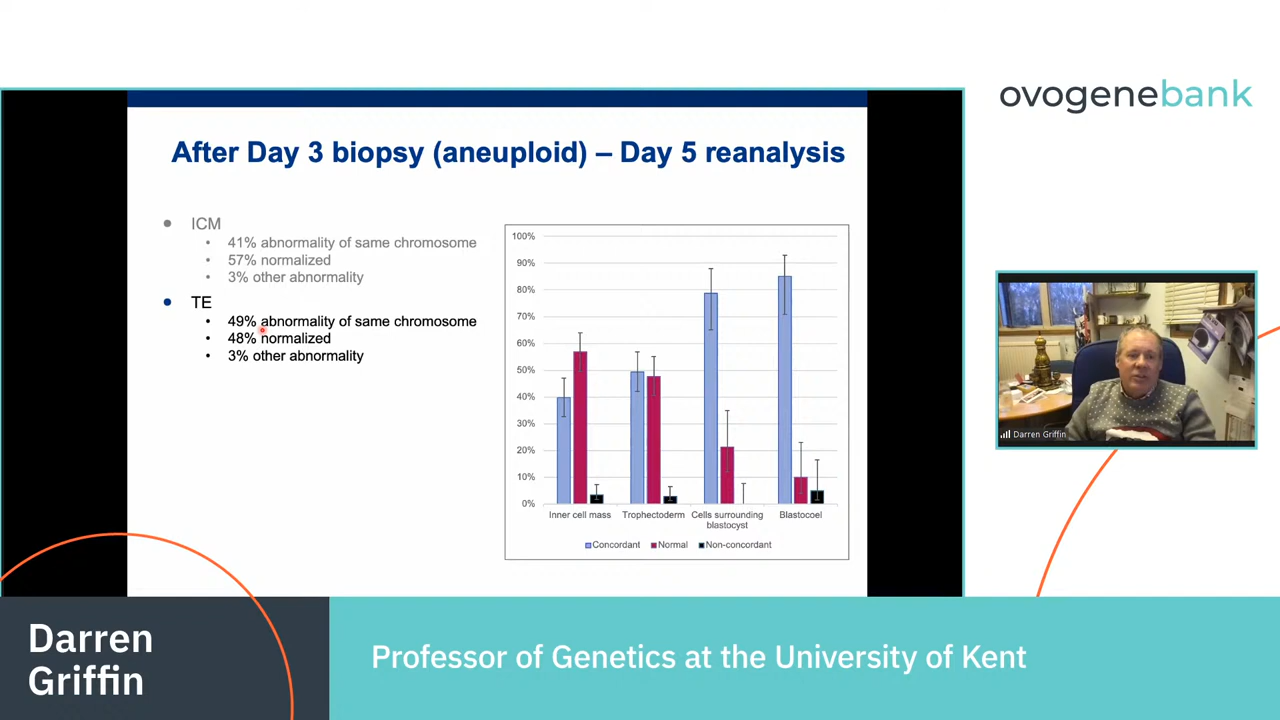 ovogenebank
After Day 3 biopsy (aneuploid) – Day 5 reanalysis
• ICM
• 41% abnormality of same chromosome
• 57% normalized
• 3% other abnormality
• TE
• 49% abnormality of same chromosome
• 48% normalized
• 3% other abnormality
100%
90%
80%
70%
60%
50%
40%
30%
20%
10%
0%
Inner cell mass
Trophectoderm
Cells surrounding
blastocyst
Blastocoel
Concordant
Normal
Non-concordant
Darren Griffin
Darren
Griffin
Professor of Genetics at the University of Kent